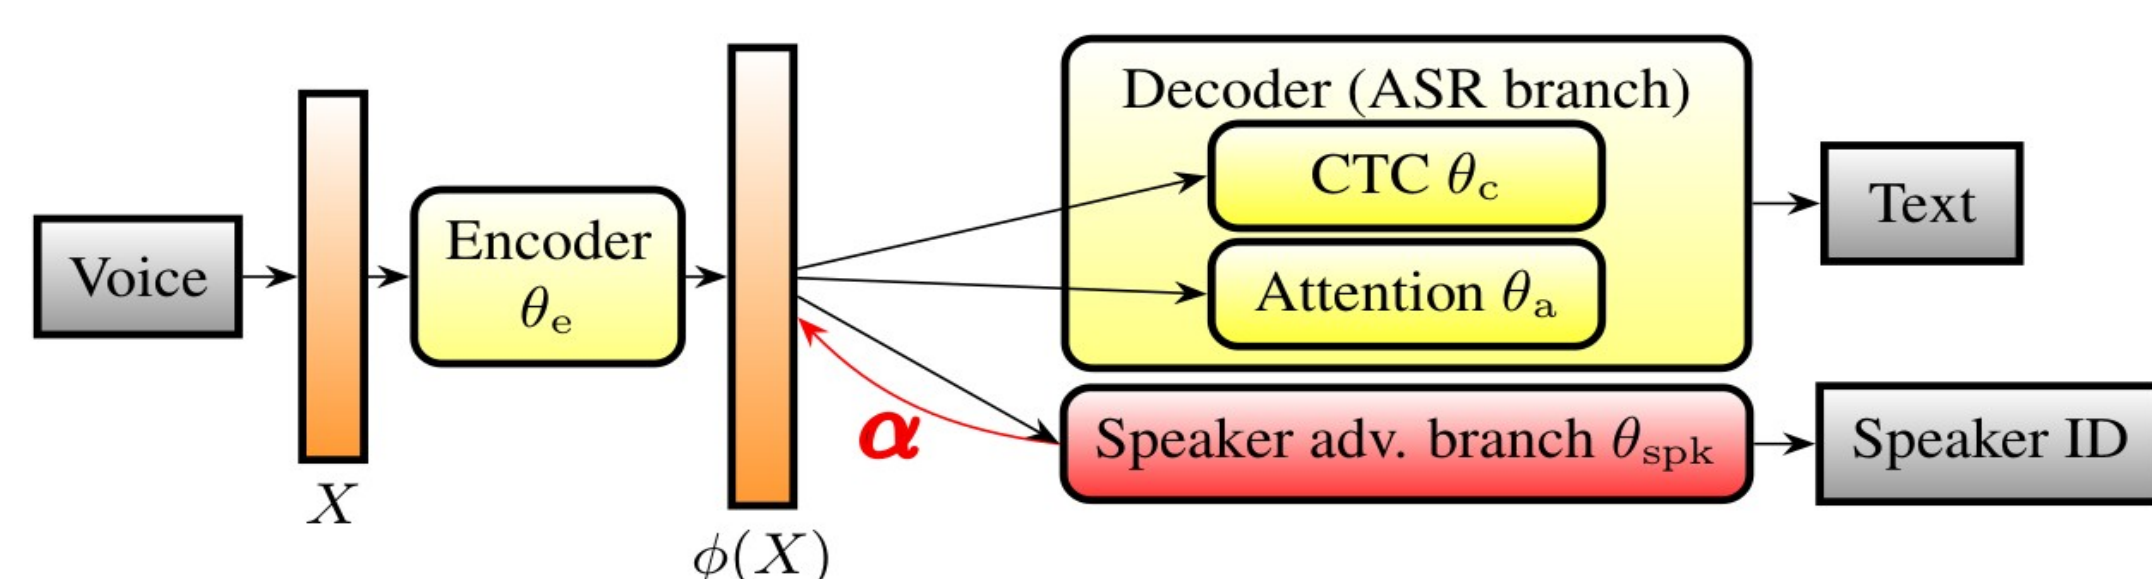 Voice
X
Encoder
θe
ϕ(X)
α
Decoder (ASR branch)
CTC θc
Attention θa
Text
Speaker adv. branch θspk
Speaker ID